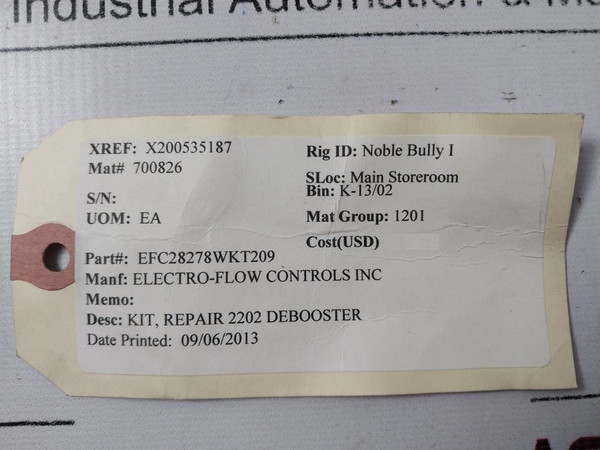 Industrial Automation &
XREF: X200535187
Mat# 700826
S/N:
UOM: EA
Rig ID: Noble Bully I
SLoc: Main Storeroom
Bin: K-13/02
Mat Group: 1201
Cost(USD)
Part#: EFC28278WKT209
Manf: ELECTRO-FLOW CONTROLS INC
Memo:
Desc: KIT, REPAIR 2202 DEBOOSTER
Date Printed: 09/06/2013